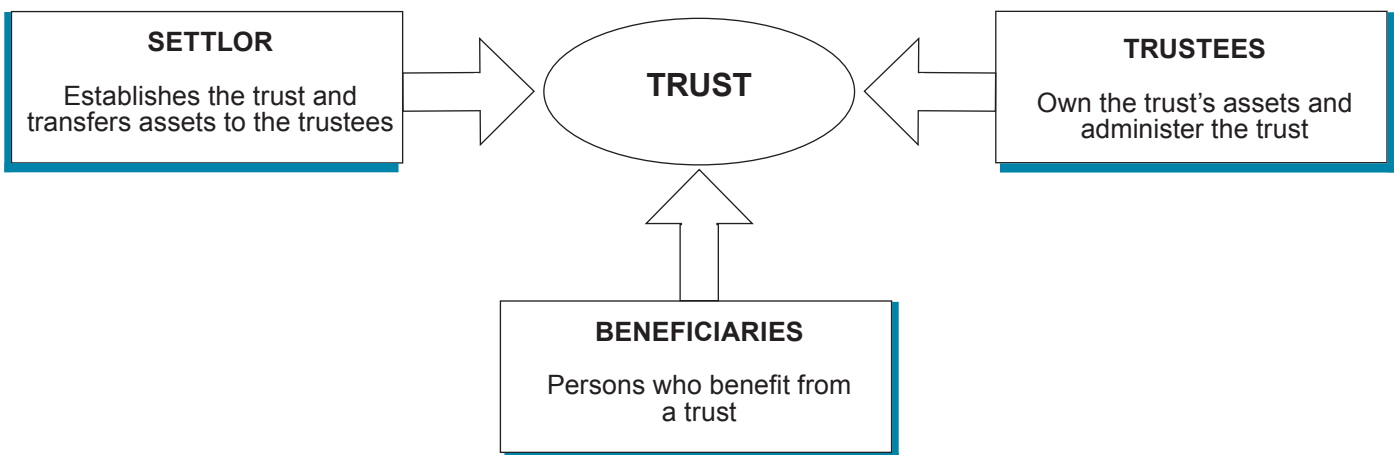 SETTLOR
Establishes the trust and
transfers assets to the trustees
TRUST
TRUSTEES
Own the trust’s assets and
administer the trust
BENEFICIARIES
Persons who benefit from
a trust